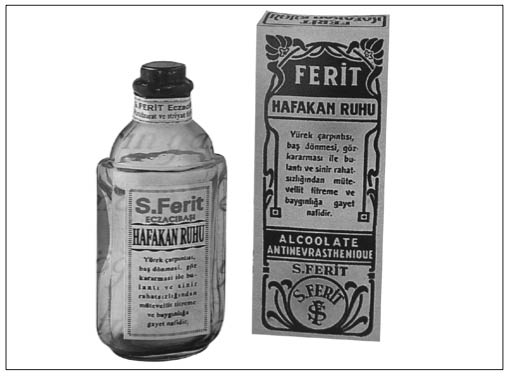 S.FERİT Eczac
S.Ferit
ECZACIBAŞI
HAFAKAN RUHU
Yürek çarpıntısı,
baş dönmesi, göz
kararması ile bu-
lantı ve sinir
rahatsızlığından
mütevellit titreme
ve baygınlığa
gayet nafidir.
FERİT
HAFAKAN RUHU
Yürek çarpıntısı,
baş dönmesi, göz-
kararması ile bu-
lantı ve sinir rahat-
sızlığından müte-
vellit titreme ve
baygınlığa gayet
nafidir.
ALCOOLATE
ANTINEVRASTHENIQUE
S.FERİT
S.FERİT